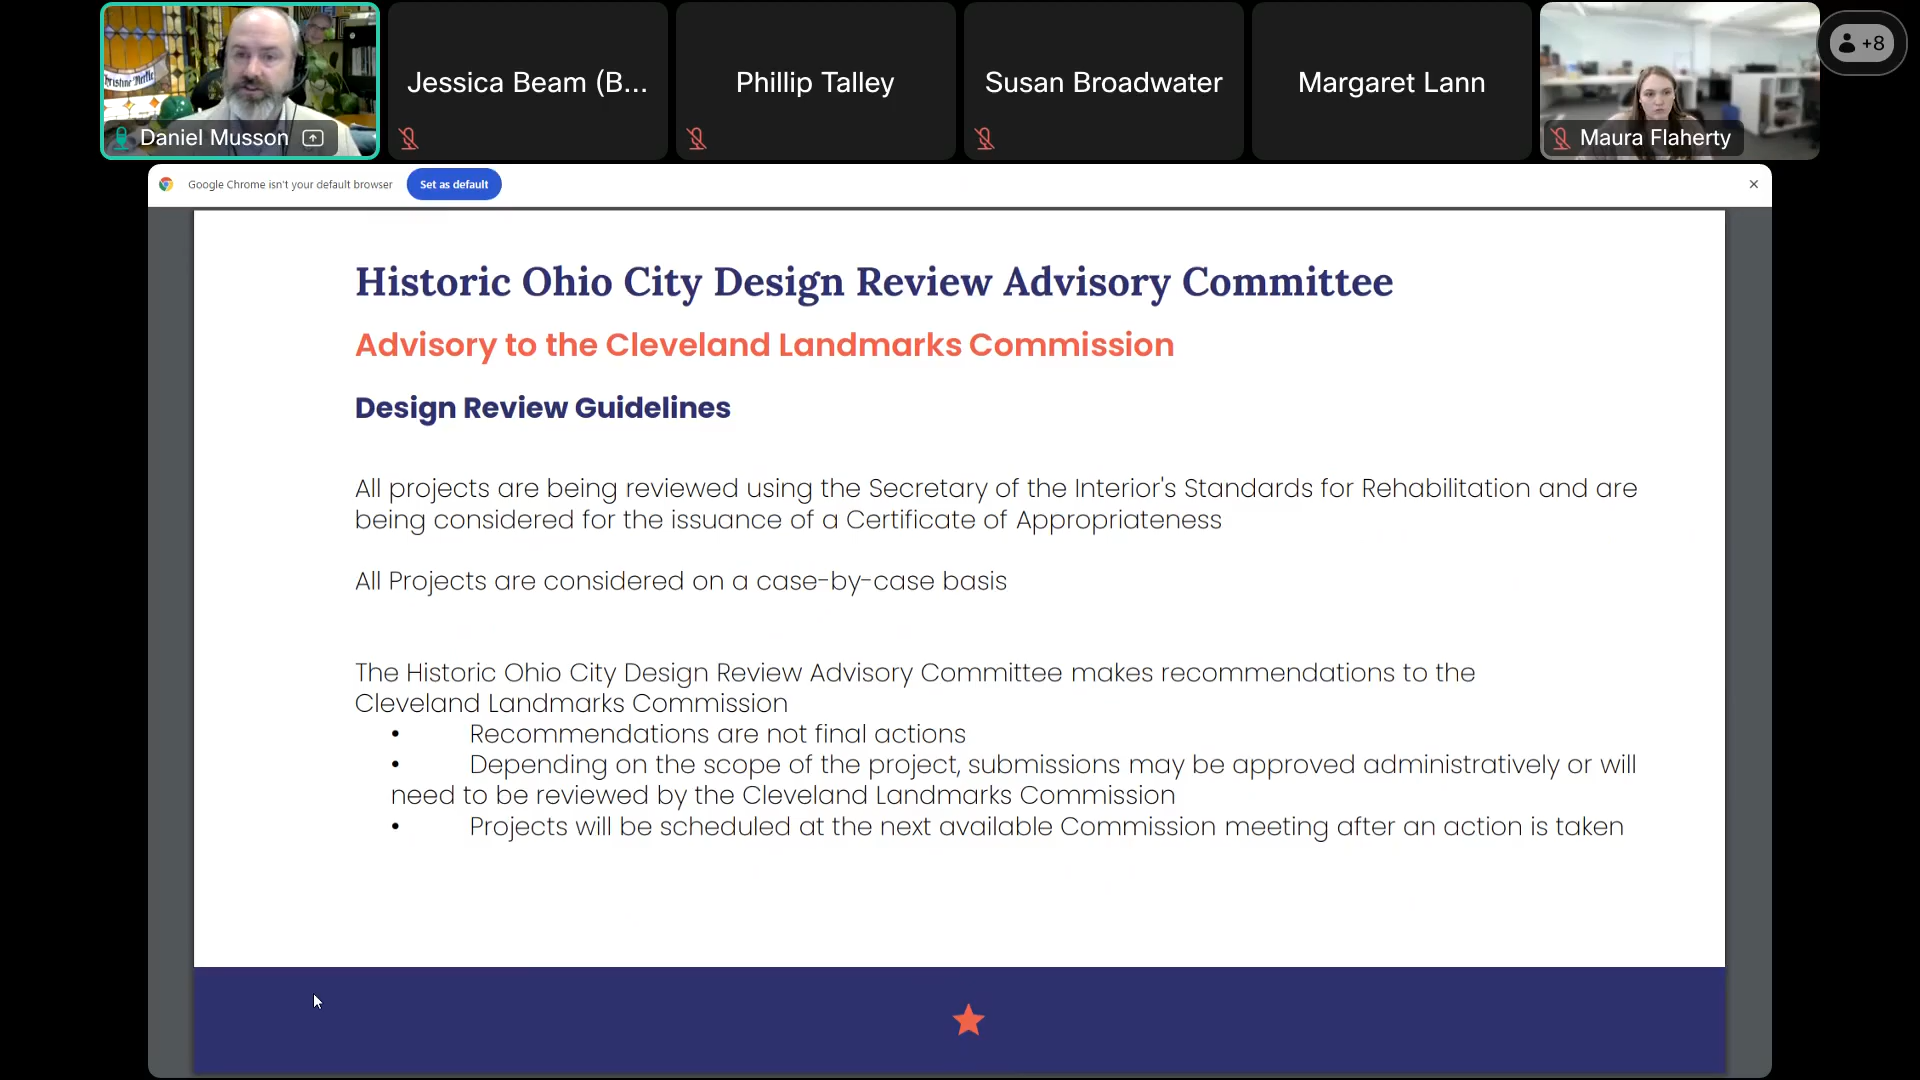 Jessica Beam (B...
Phillip Talley
Susan Broadwater
Margaret Lann
+8
Daniel Musson
Maura Flaherty
Google Chrome isn't your default browser
Set as default
Historic Ohio City Design Review Advisory Committee
Advisory to the Cleveland Landmarks Commission
Design Review Guidelines
All projects are being reviewed using the Secretary of the Interior's Standards for Rehabilitation and are
being considered for the issuance of a Certificate of Appropriateness
All Projects are considered on a case-by-case basis
The Historic Ohio City Design Review Advisory Committee makes recommendations to the
Cleveland Landmarks Commission
• Recommendations are not final actions
• Depending on the scope of the project, submissions may be approved administratively or will
need to be reviewed by the Cleveland Landmarks Commission
• Projects will be scheduled at the next available Commission meeting after an action is taken